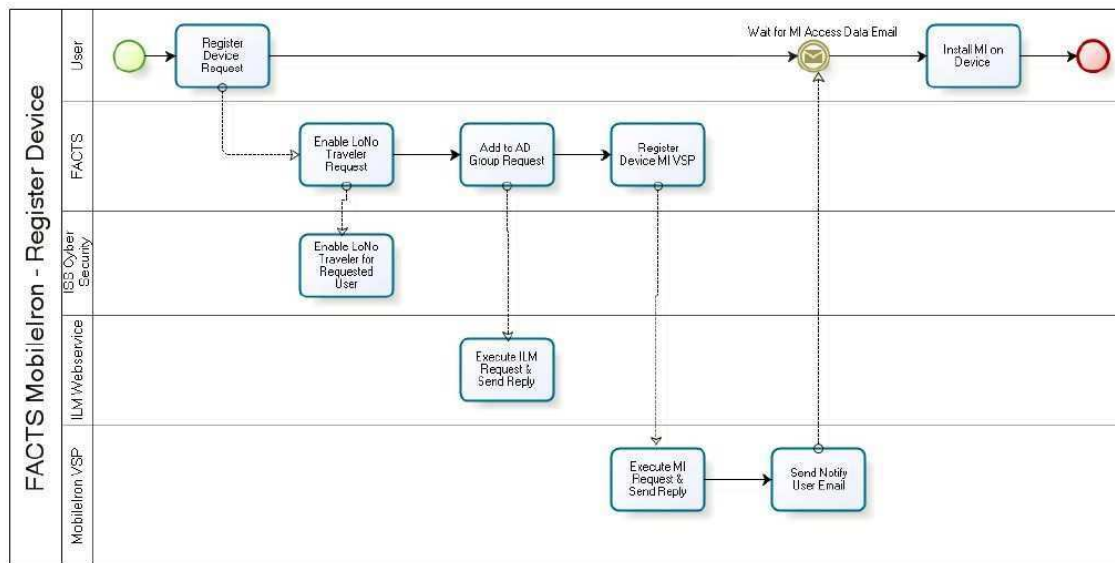 FACTS MobileIron - Register Device
User
Register
Device
Request
Wait for MI Access Data Email
Install MI on
Device
FACTS
Enable LoNo
Traveler
Request
Add to AD
Group Request
Register
Device MI VSP
ISS Cyber
Security
Enable LoNo
Traveler for
Requested
User
ILM Webservice
Execute ILM
Request &
Send Reply
MobileIron VSP
Execute MI
Request &
Send Reply
Send Notify
User Email